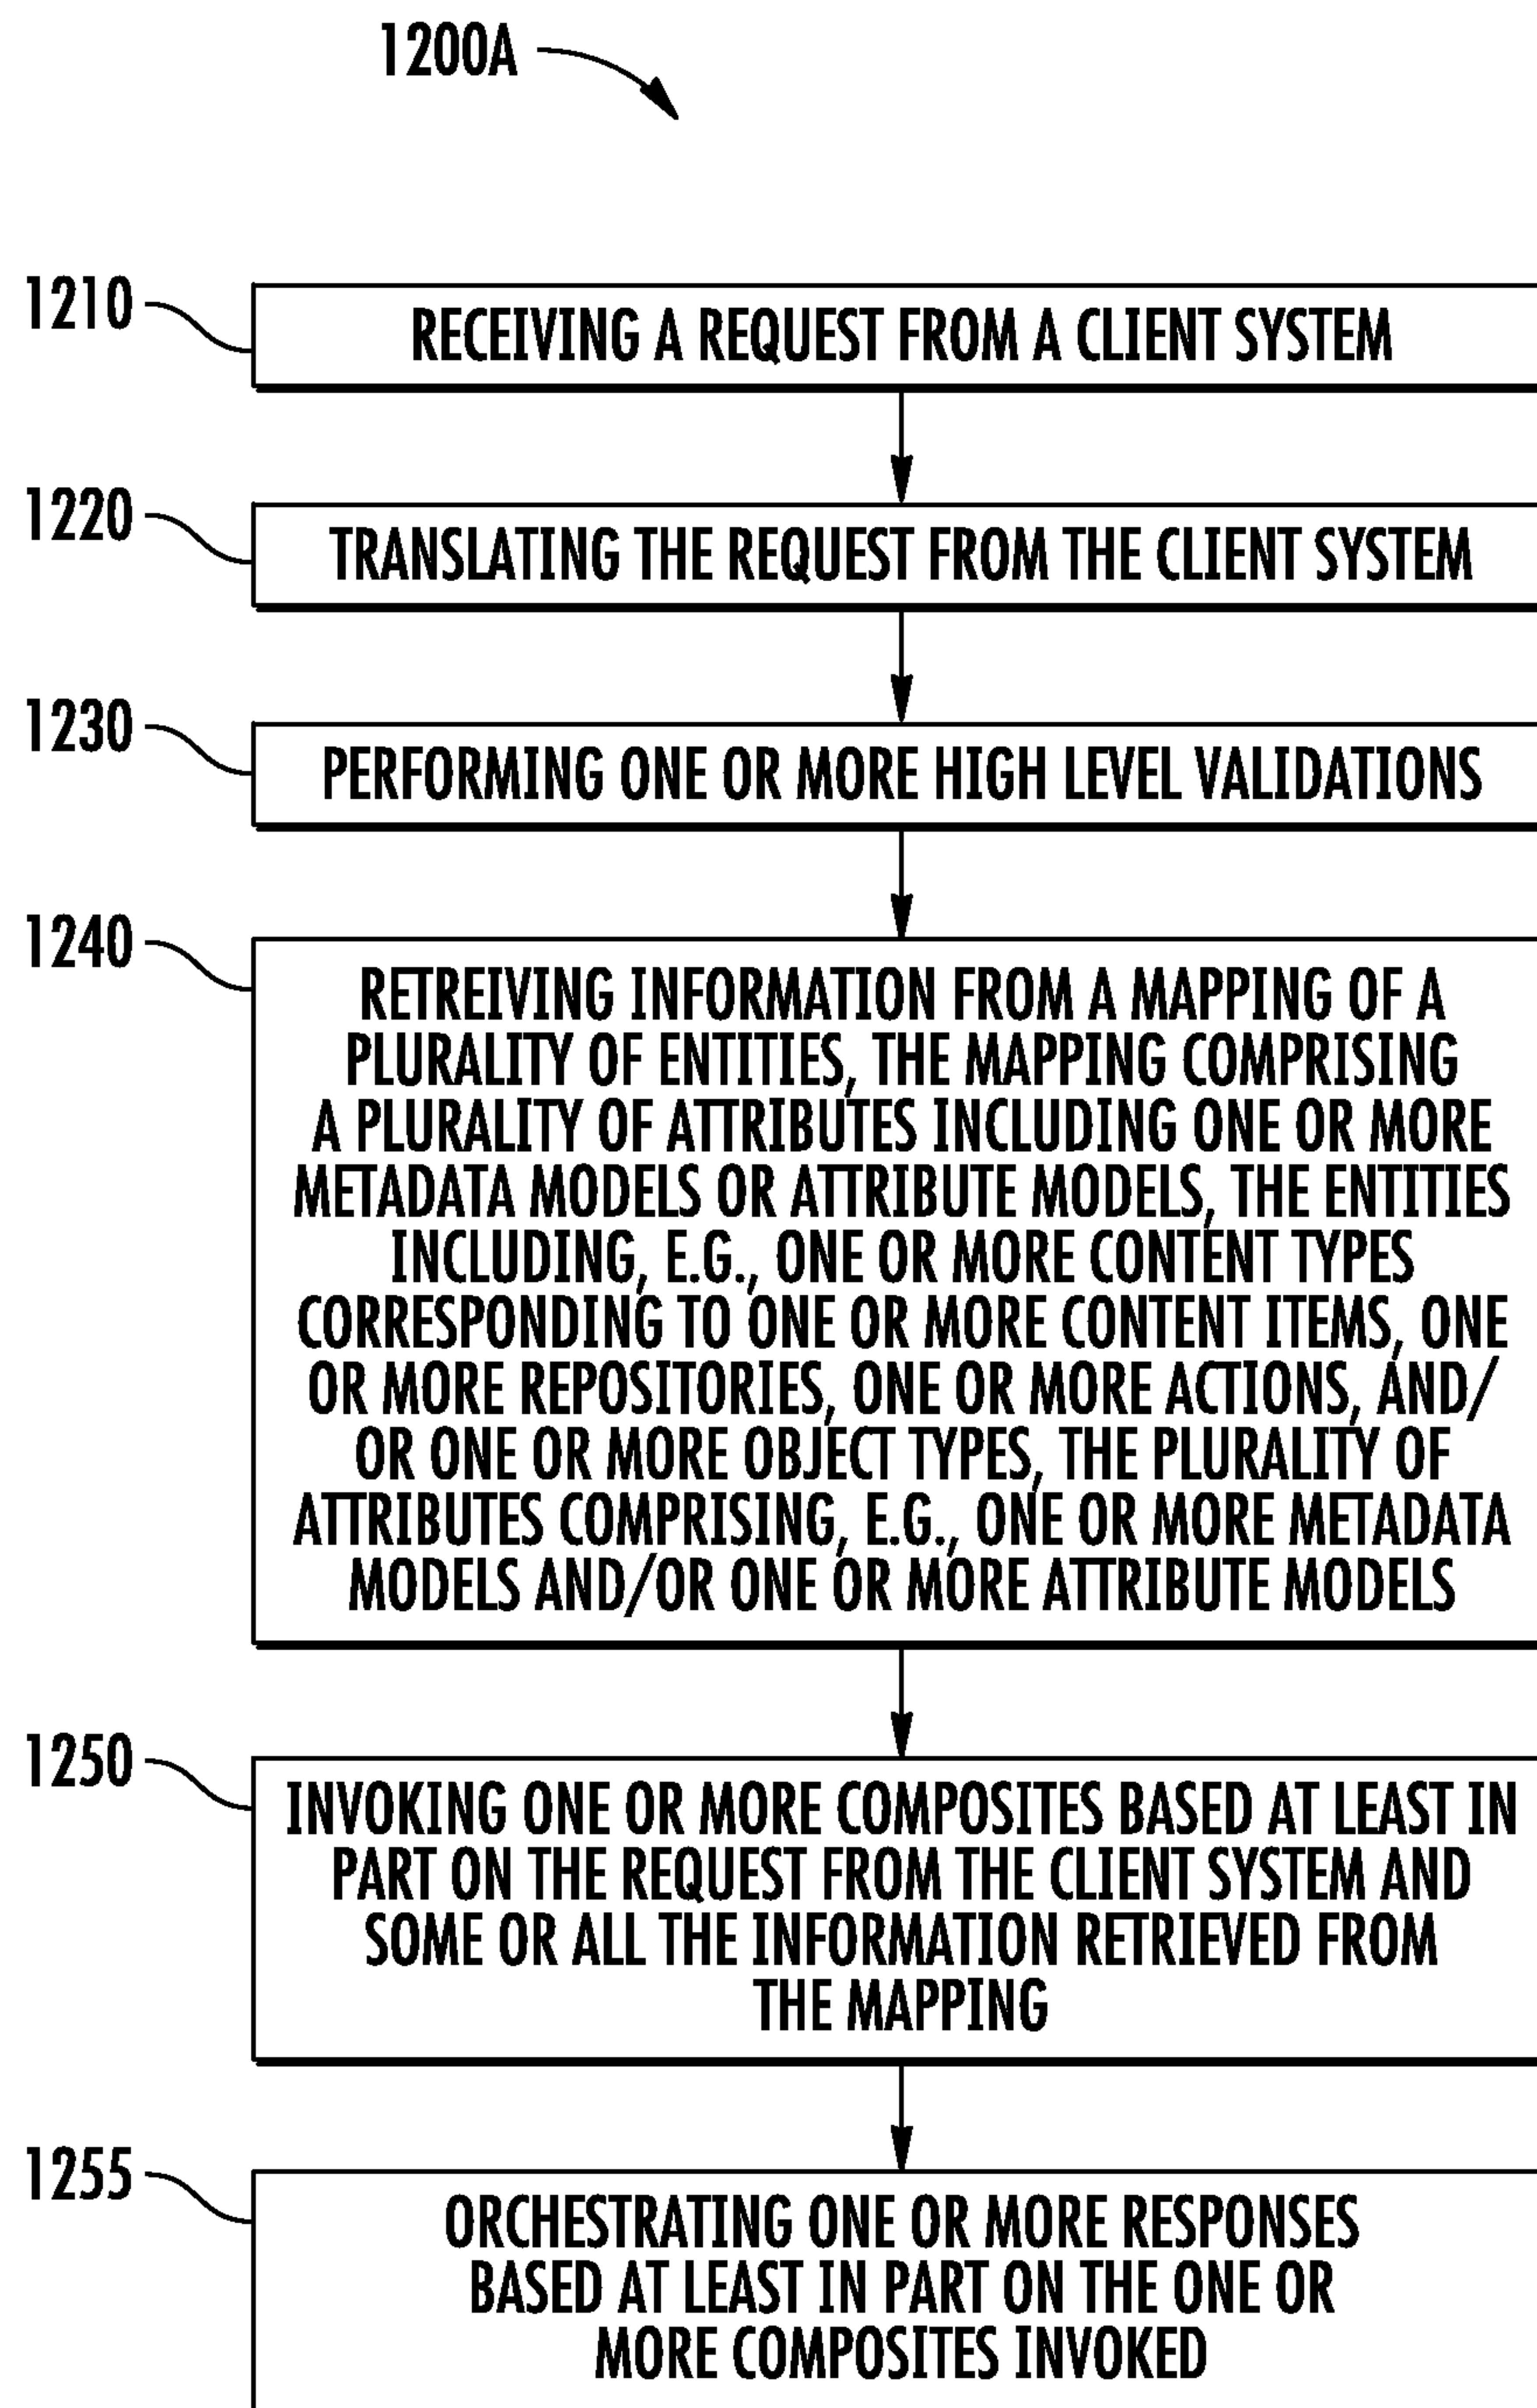 1200A
1210
RECEIVING A REQUEST FROM A CLIENT SYSTEM
1220
TRANSLATING THE REQUEST FROM THE CLIENT SYSTEM
1230
PERFORMING ONE OR MORE HIGH LEVEL VALIDATIONS
1240
RETREIVING INFORMATION FROM A MAPPING OF A
PLURALITY OF ENTITIES, THE MAPPING COMPRISING
A PLURALITY OF ATTRIBUTES INCLUDING ONE OR MORE
METADATA MODELS OR ATTRIBUTE MODELS, THE ENTITIES
INCLUDING, E.G., ONE OR MORE CONTENT TYPES
CORRESPONDING TO ONE OR MORE CONTENT ITEMS, ONE
OR MORE REPOSITORIES, ONE OR MORE ACTIONS, AND/
OR ONE OR MORE OBJECT TYPES, THE PLURALITY OF
ATTRIBUTES COMPRISING, E.G., ONE OR MORE METADATA
MODELS AND/OR ONE OR MORE ATTRIBUTE MODELS
1250
INVOKING ONE OR MORE COMPOSITES BASED AT LEAST IN
PART ON THE REQUEST FROM THE CLIENT SYSTEM AND
SOME OR ALL THE INFORMATION RETRIEVED FROM
THE MAPPING
1255
ORCHESTRATING ONE OR MORE RESPONSES
BASED AT LEAST IN PART ON THE ONE OR
MORE COMPOSITES INVOKED